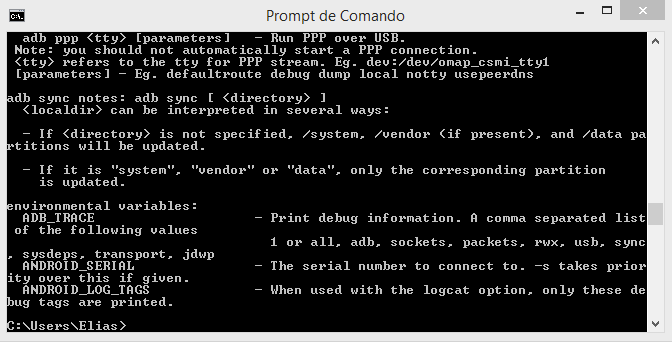 Prompt de Comando
adb ppp <tty> [parameters] - Run PPP over USB.
Note: you should not automatically start a PPP connection.
<tty> refers to the tty for PPP stream. Eg. dev:/dev/omap_csmi_tty1
[parameters] - Eg. defaultroute debug dump local notty usepeerdns
adb sync notes: adb sync [ <directory> ]
<localdir> can be interpreted in several ways:
- If <directory> is not specified, /system, /vendor (if present), and /data pa
rtitions will be updated.
- If it is "system", "vendor" or "data", only the corresponding partition
is updated.
environmental variables:
ADB_TRACE - Print debug information. A comma separated list
of the following values
1 or all, adb, sockets, packets, rwx, usb, sync
, sysdeps, transport, jdwp
ANDROID_SERIAL - The serial number to connect to. -s takes prior
ity over this if given.
ANDROID_LOG_TAGS - When used with the logcat option, only these de
bug tags are printed.
C:\Users\Elias>